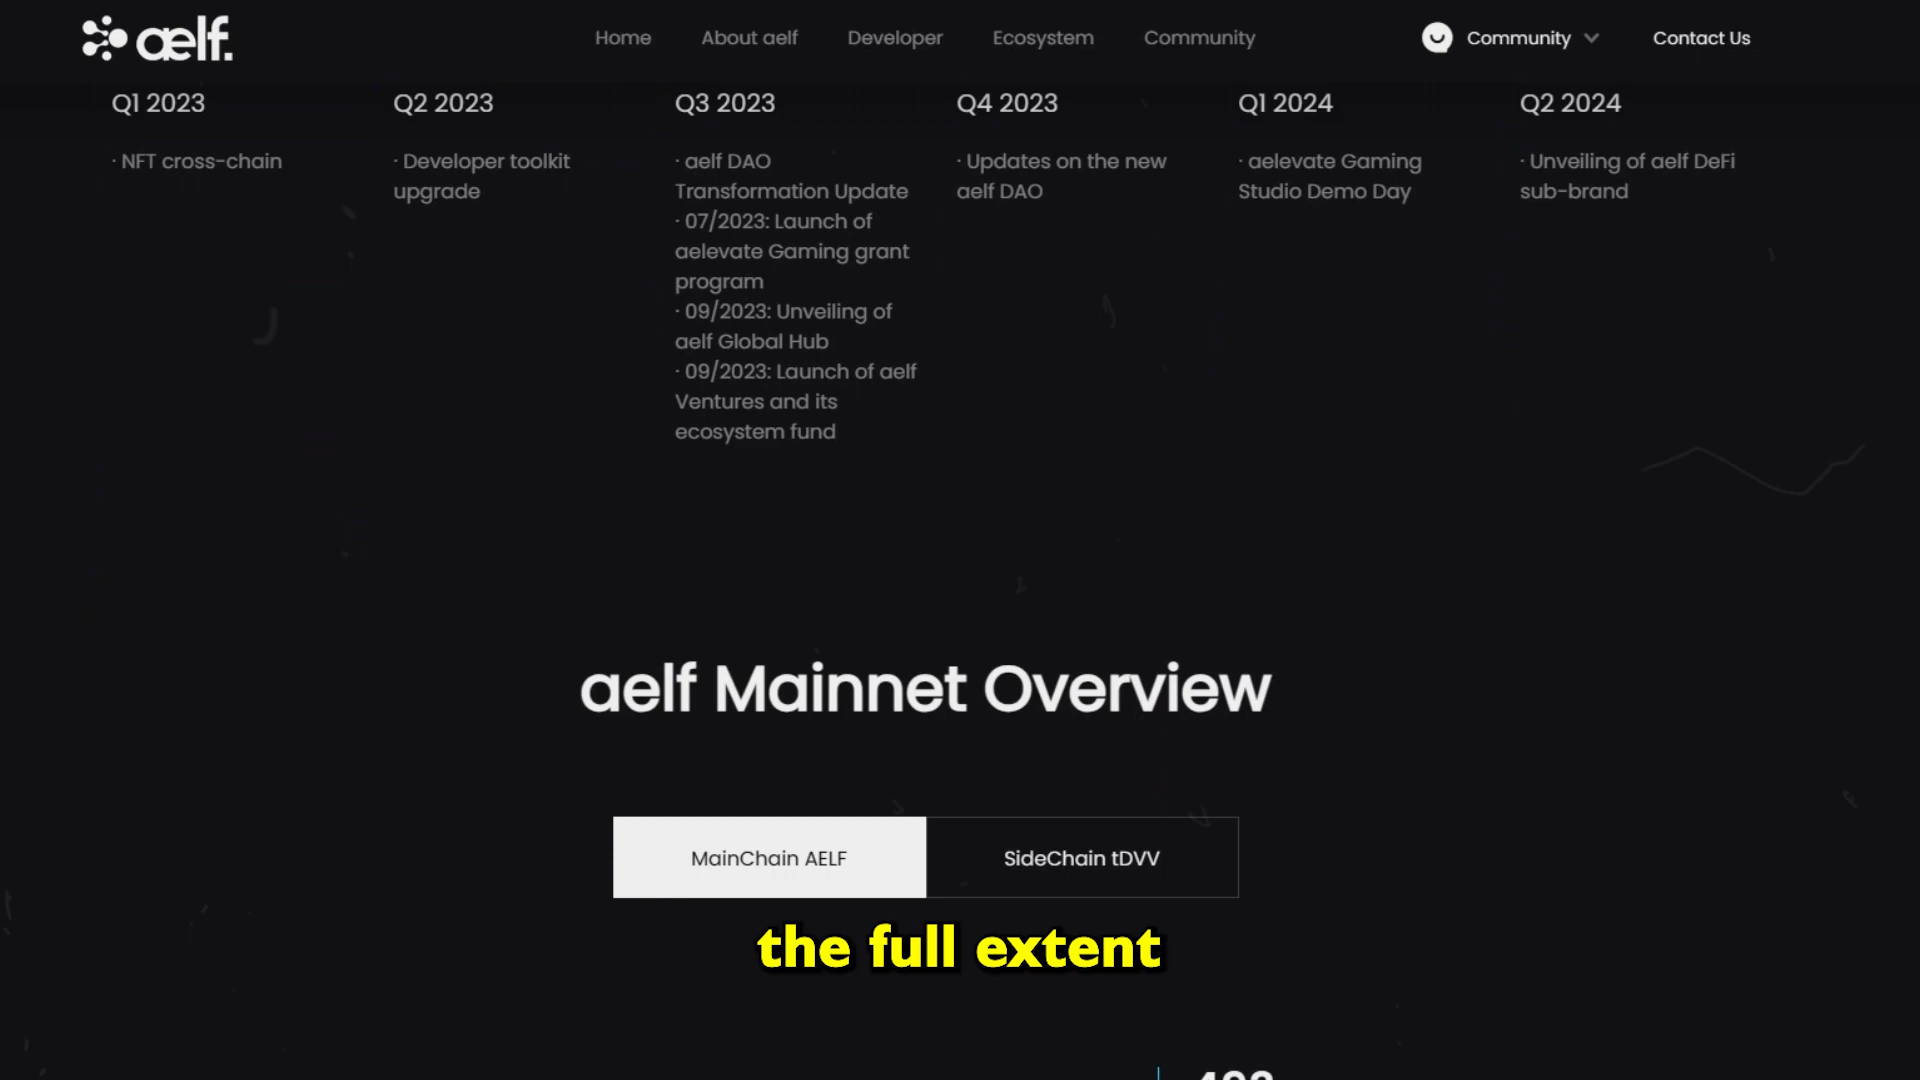 aelf.
Home
About aelf
Developer
Ecosystem
Community
Community
Contact Us
Q1 2023
· NFT cross-chain
Q2 2023
· Developer toolkit
upgrade
Q3 2023
· aelf DAO
Transformation Update
· 07/2023: Launch of
aelevate Gaming grant
program
· 09/2023: Unveiling of
aelf Global Hub
· 09/2023: Launch of aelf
Ventures and its
ecosystem fund
Q4 2023
· Updates on the new
aelf DAO
Q1 2024
· aelevate Gaming
Studio Demo Day
Q2 2024
· Unveiling of aelf DeFi
sub-brand
aelf Mainnet Overview
MainChain AELF
SideChain tDVV
the full extent